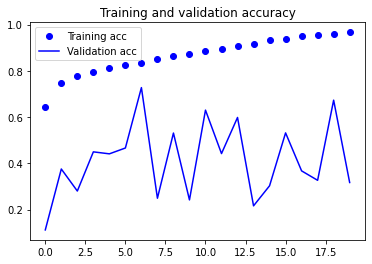 Training and validation accuracy
Training acc
Validation acc
1.0
0.8
0.6
0.4
0.2
0.0 2.5 5.0 7.5 10.0 12.5 15.0 17.5